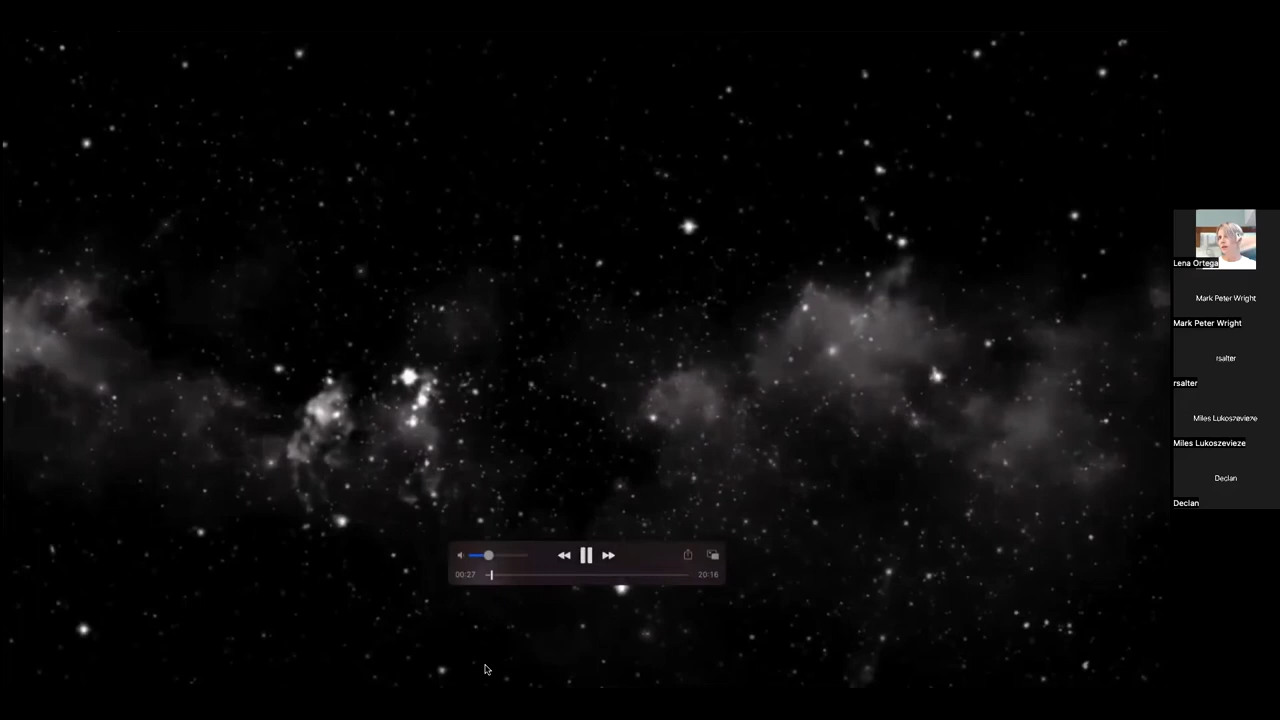 00:27
20:16
Lena Ortega
Mark Peter Wright
Mark Peter Wright
rsalter
rsalter
Miles Lukoszevieze
Miles Lukoszevieze
Declan
Declan